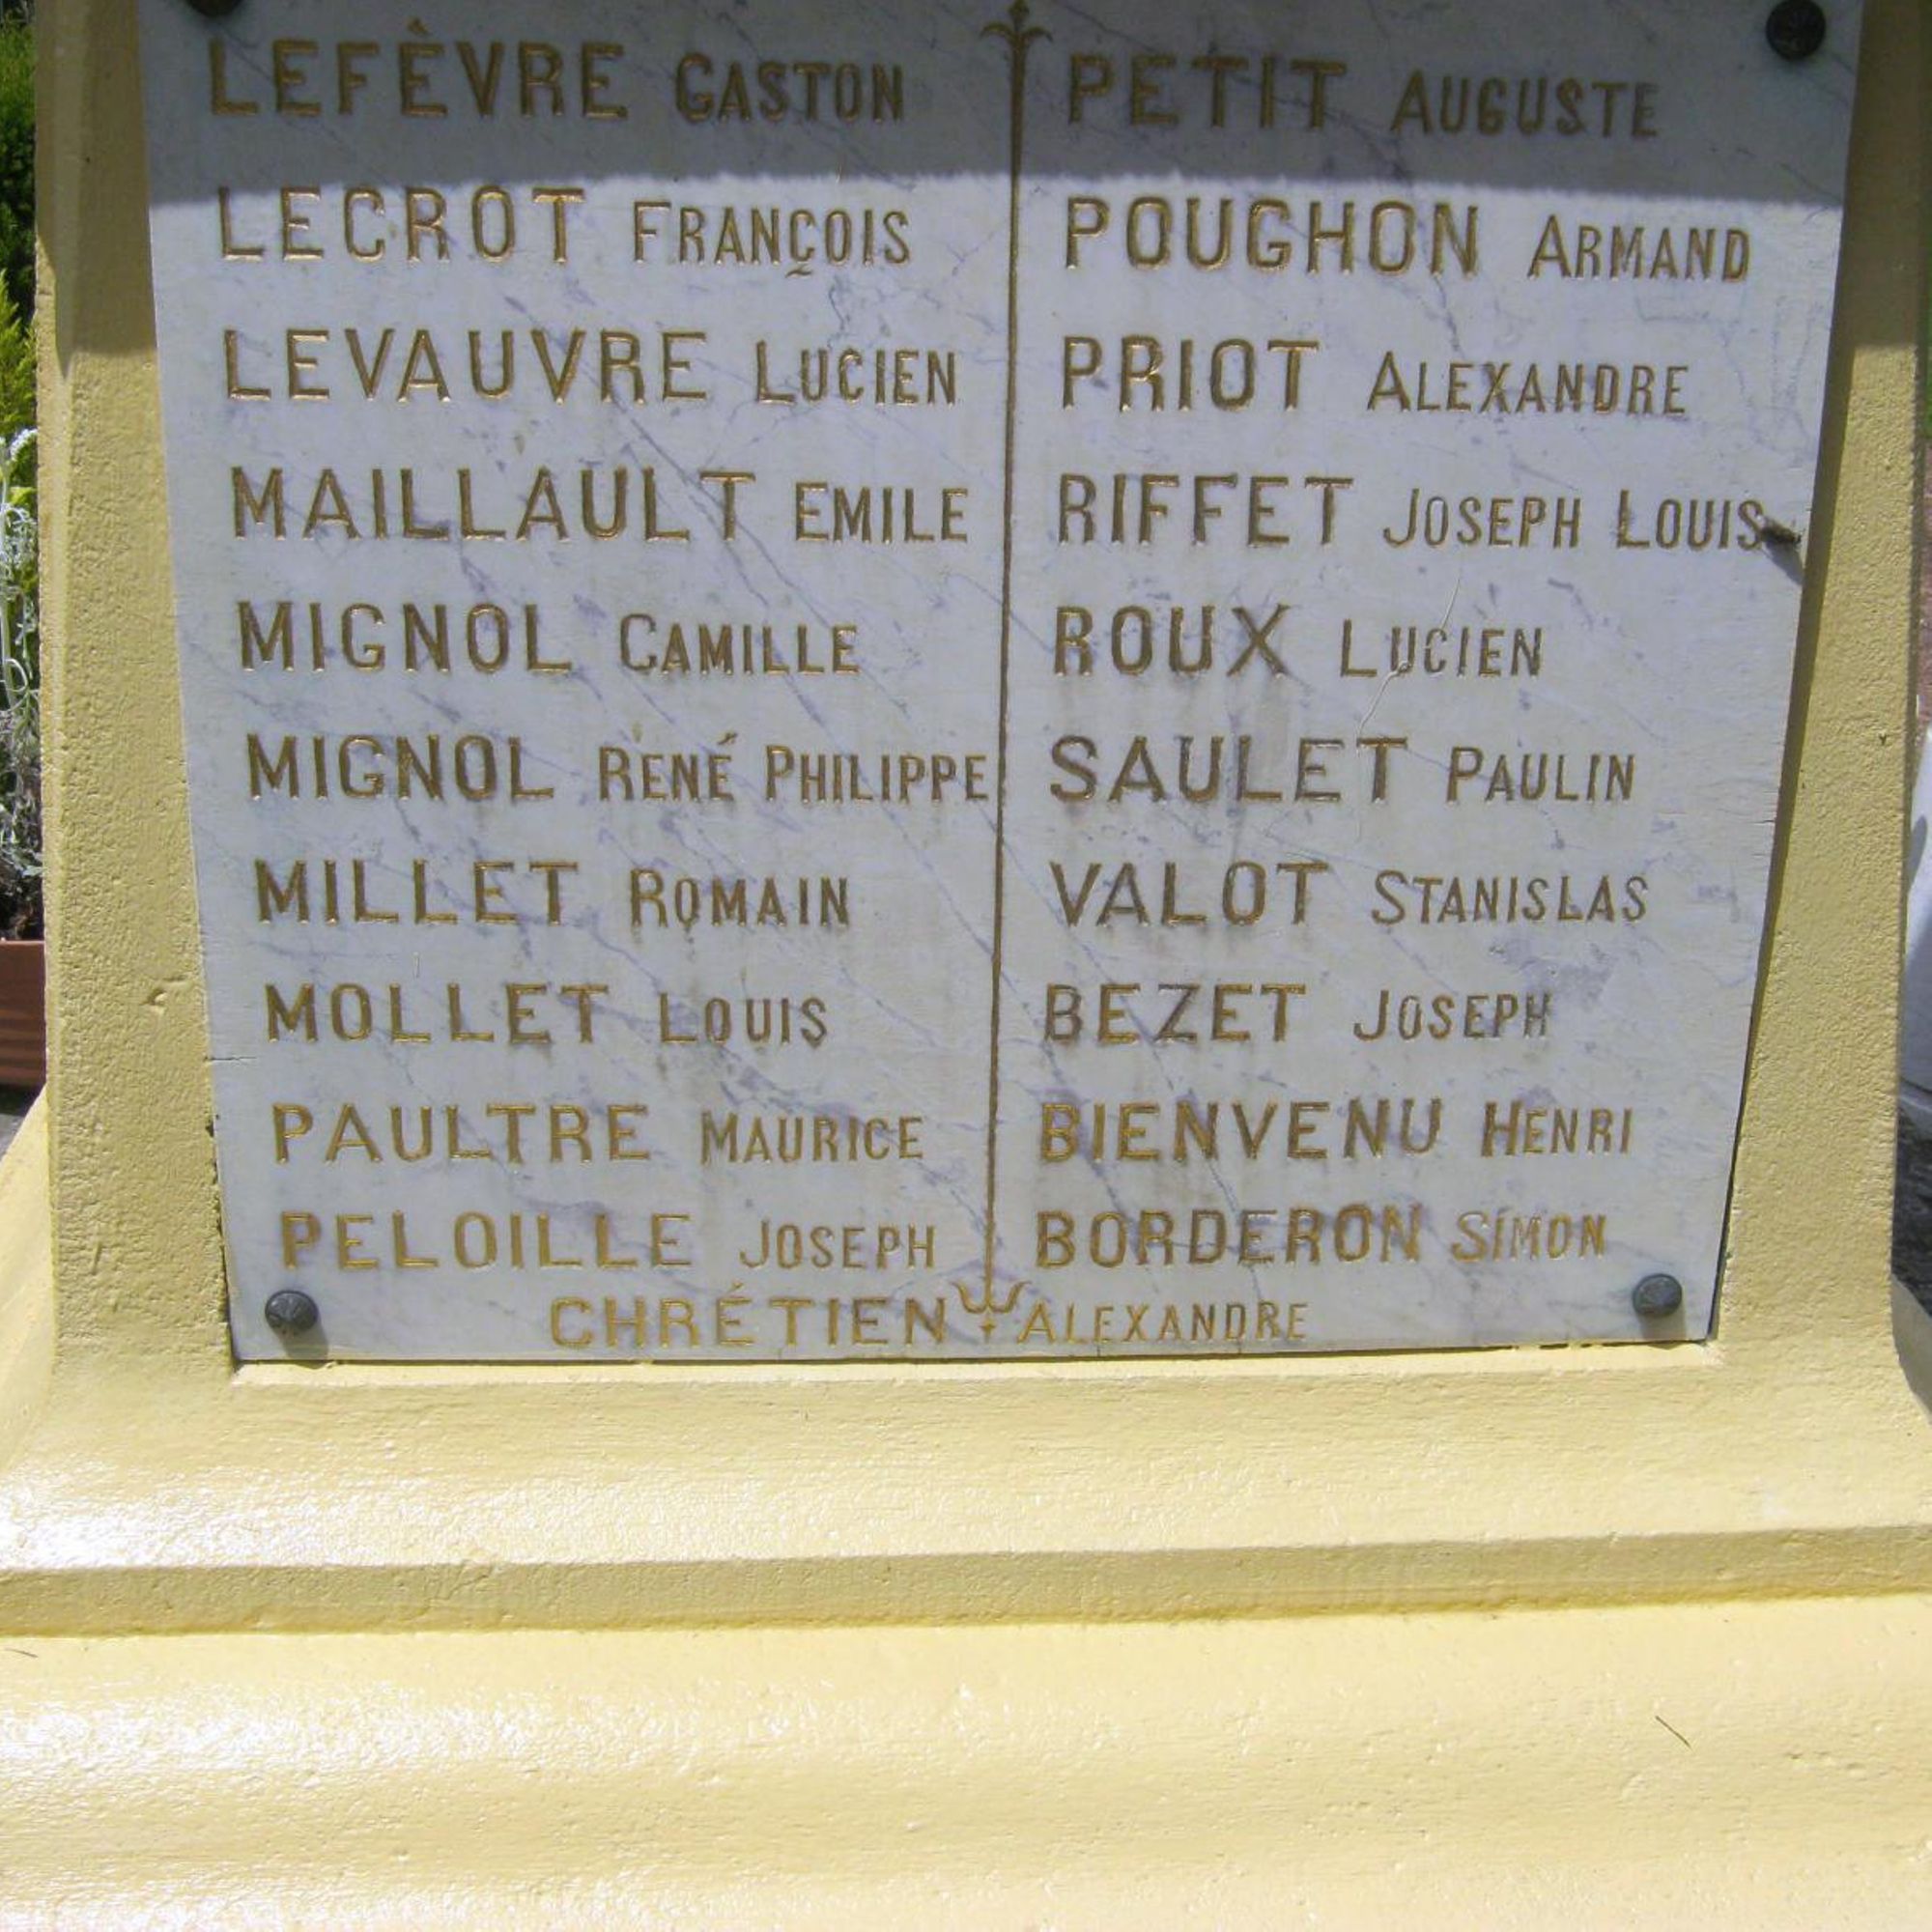 LEFÈVRE GASTON
LECROT FRANÇOIS
LEVAUVRE LUCIEN
MAILLAULT EMILE
MIGNOL CAMILLE
MIGNOL RENÉ PHILIPPE
MILLET ROMAIN
MOLLET LOUIS
PAULTRE MAURICE
PELOILLE JOSEPH
PETIT AUGUSTE
POUGHON ARMAND
PRIOT ALEXANDRE
RIFFET JOSEPH LOUIS
ROUX LUCIEN
SAULET PAULIN
VALOT STANISLAS
BEZET JOSEPH
BIENVENU HENRI
BORDERON SIMON
CHRÉTIEN ALEXANDRE